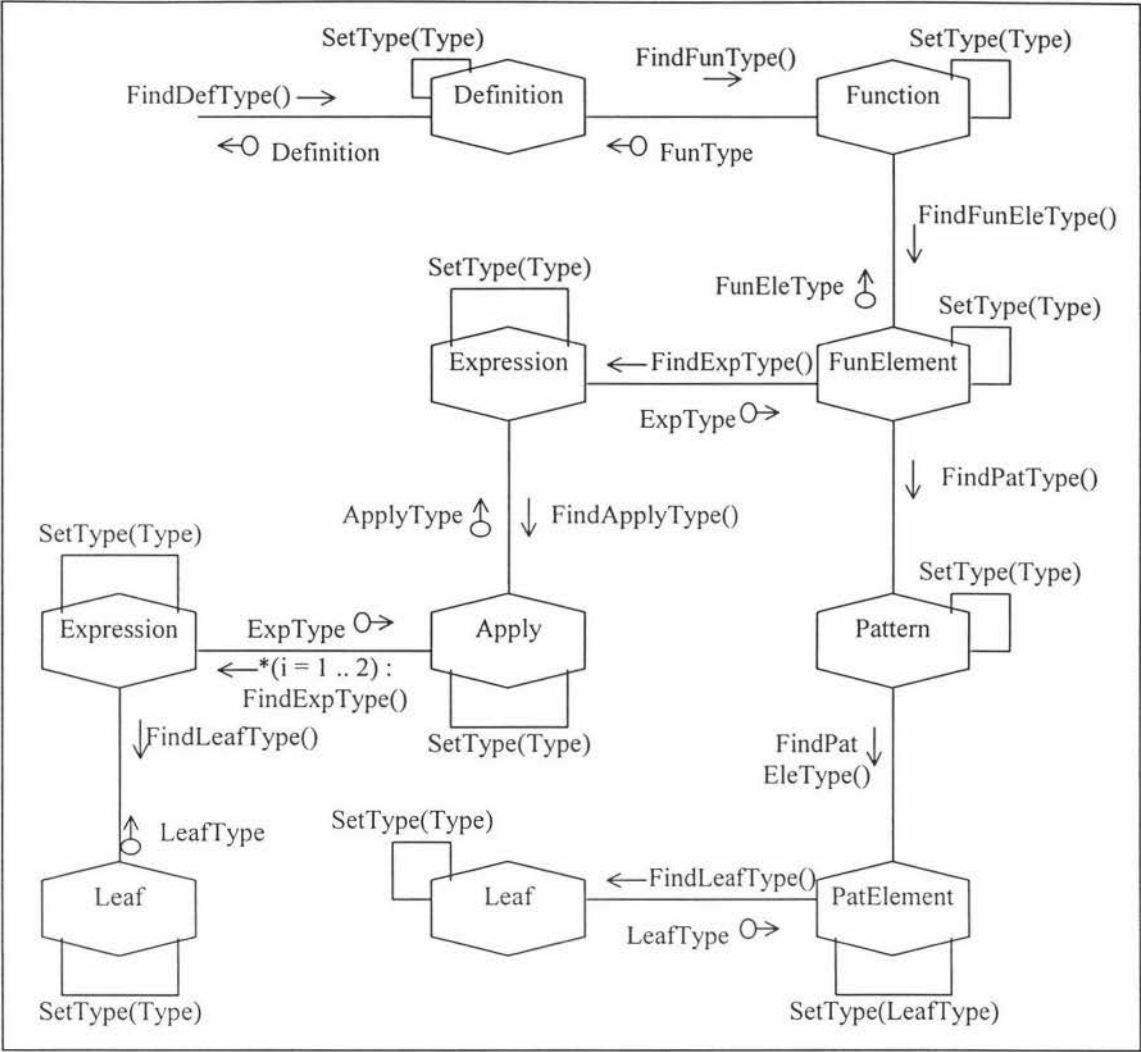 SetType(Type)
SetType(Type)
FindFunType()
FindDefType()
Definition
Function
Definition
FunType
FindFunEleType()
SetType(Type)
FunEleType
SetType(Type)
Expression
FindExpType()
FunElement
ExpType
FindPatType()
ApplyType
FindApplyType()
SetType(Type)
SetType(Type)
Expression
ExpType
Apply
Pattern
*(i = 1 .. 2) :
FindExpType()
FindLeafType()
SetType(Type)
FindPat
EleType()
SetType(Type)
LeafType
Leaf
Leaf
FindLeafType()
PatElement
LeafType
SetType(Type)
SetType(LeafType)